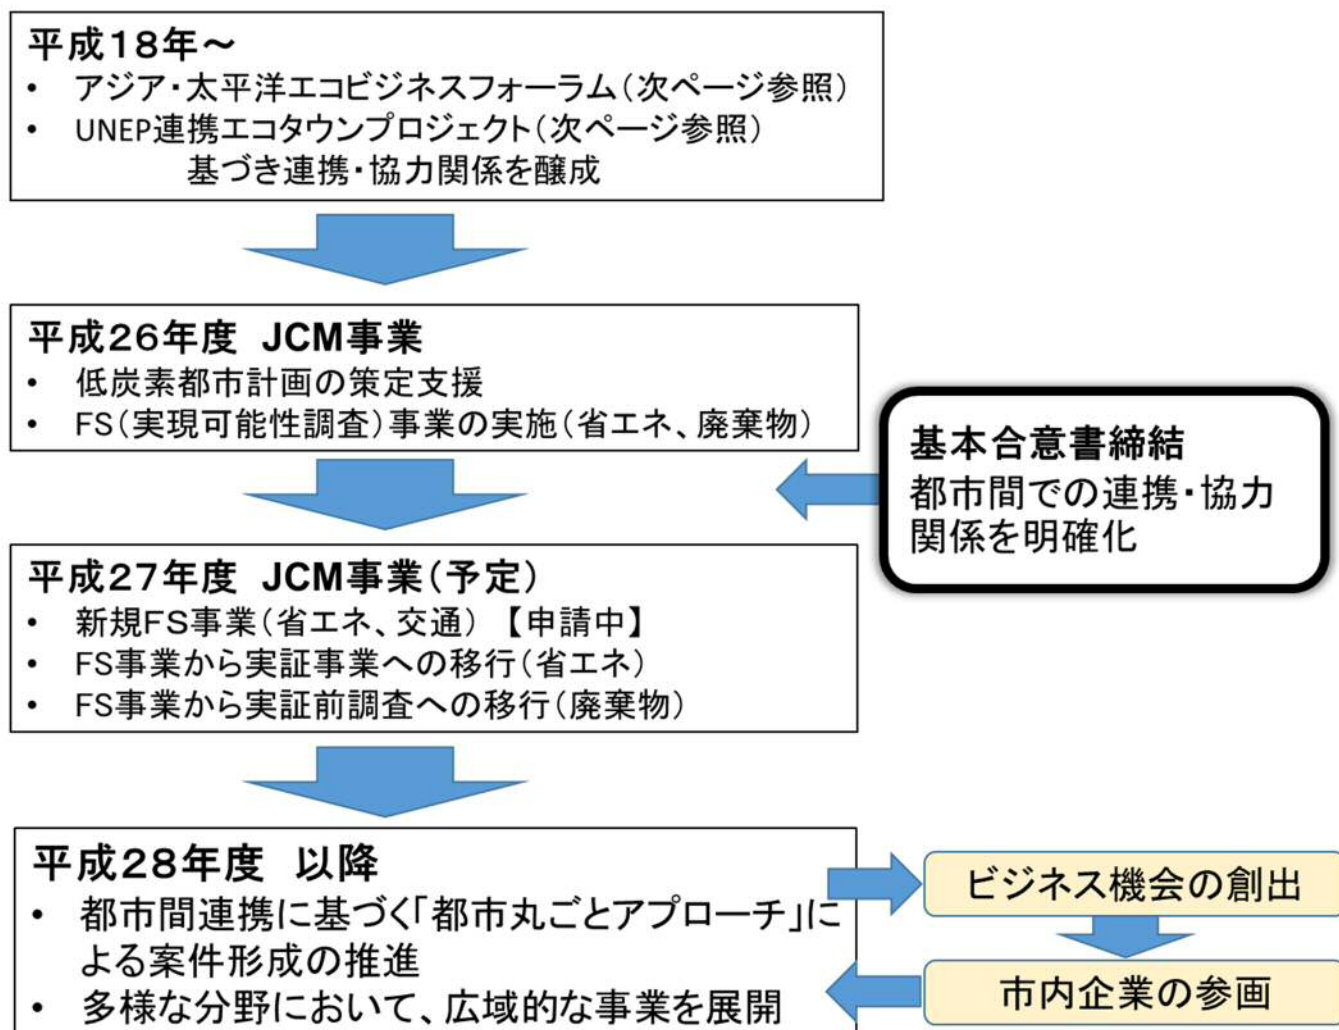 平成18年～
• アジア・太平洋エコビジネスフォーラム（次ページ参照）
• UNEP連携エコタウンプロジェクト（次ページ参照）
基づき連携・協力関係を醸成
平成26年度 JCM事業
• 低炭素都市計画の策定支援
• FS（実現可能性調査）事業の実施（省エネ、廃棄物）
基本合意書締結
都市間での連携・協力
関係を明確化
平成27年度 JCM事業（予定）
• 新規FS事業（省エネ、交通）【申請中】
• FS事業から実証事業への移行（省エネ）
• FS事業から実証前調査への移行（廃棄物）
平成28年度 以降
• 都市間連携に基づく「都市丸ごとアプローチ」に
よる案件形成の推進
• 多様な分野において、広域的な事業を展開
ビジネス機会の創出
市内企業の参画